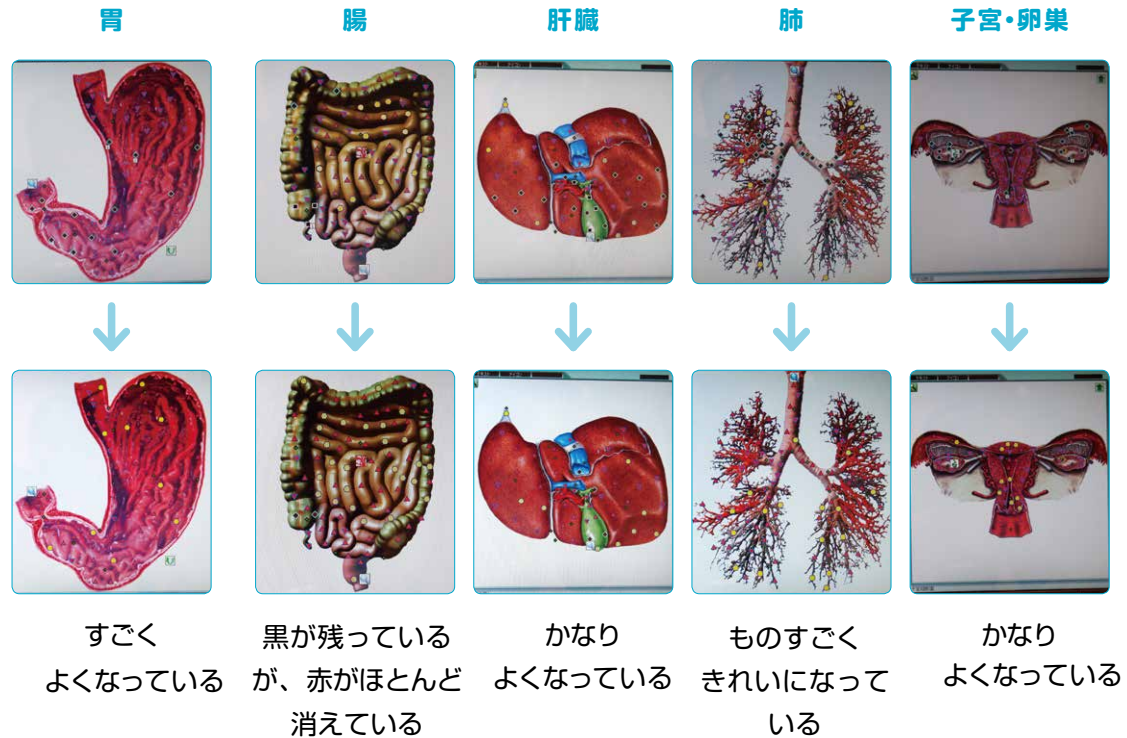 胃
腸
肝臓
肺
子宮・卵巣
すごく
よくなっている
黒が残っている
が、赤がほとんど
消えている
かなり
よくなっている
ものすごく
きれいになって
いる
かなり
よくなっている